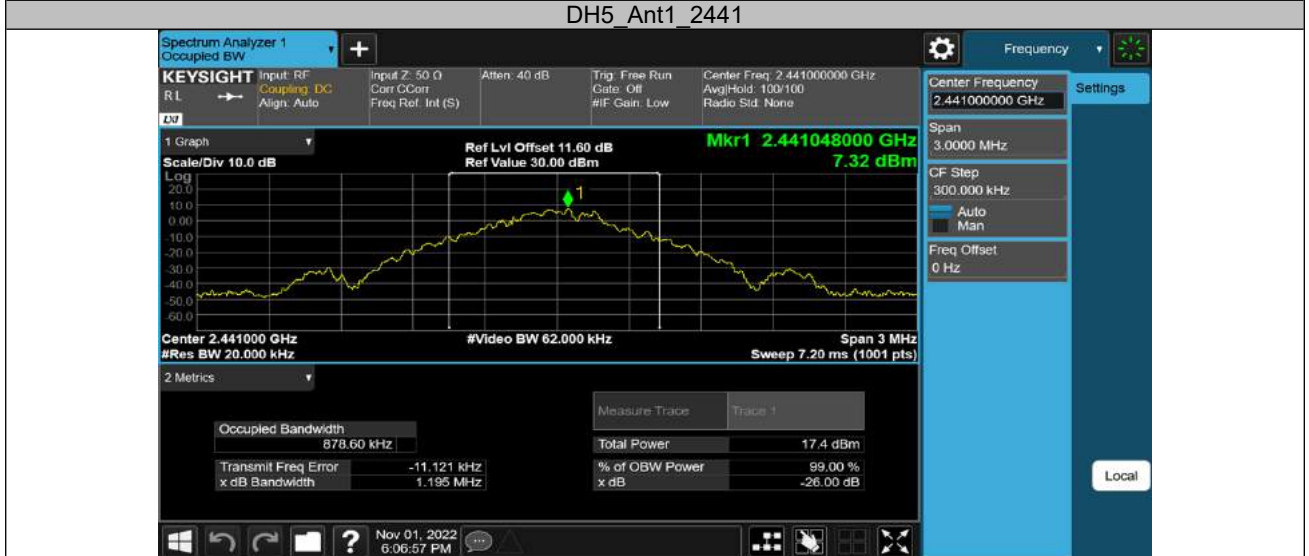 DH5_Ant1_2441
Spectrum Analyzer 1
Occupied BW
Frequency
KEYSIGHT
RL
Input: RF
Coupling: DC
Align: Auto
Input Z: 50 Ω
Corr CCorr
Freq Ref: Int (S)
Atten: 40 dB
Trig: Free Run
Gate: Off
#IF Gain: Low
Center Freq: 2.441000000 GHz
Avg|Hold: 100/100
Radio Std: None
Center Frequency
2.441000000 GHz
Settings
Span
3.0000 MHz
CF Step
300.000 kHz
Auto
Man
Freq Offset
0 Hz
1 Graph
Scale/Div 10.0 dB
Ref Lvl Offset 11.60 dB
Ref Value 30.00 dBm
Mkr1 2.441048000 GHz
7.32 dBm
Log
20.0
10.0
0.00
-10.0
-20.0
-30.0
-40.0
-50.0
-60.0
1
Center 2.441000 GHz
#Res BW 20.000 kHz
#Video BW 62.000 kHz
Span 3 MHz
Sweep 7.20 ms (1001 pts)
2 Metrics
Measure Trace Trace 1
Occupied Bandwidth
878.60 kHz
Total Power 17.4 dBm
Transmit Freq Error -11.121 kHz
% of OBW Power 99.00 %
x dB Bandwidth 1.195 MHz
x dB -26.00 dB
Local
Nov 01, 2022
6:06:57 PM